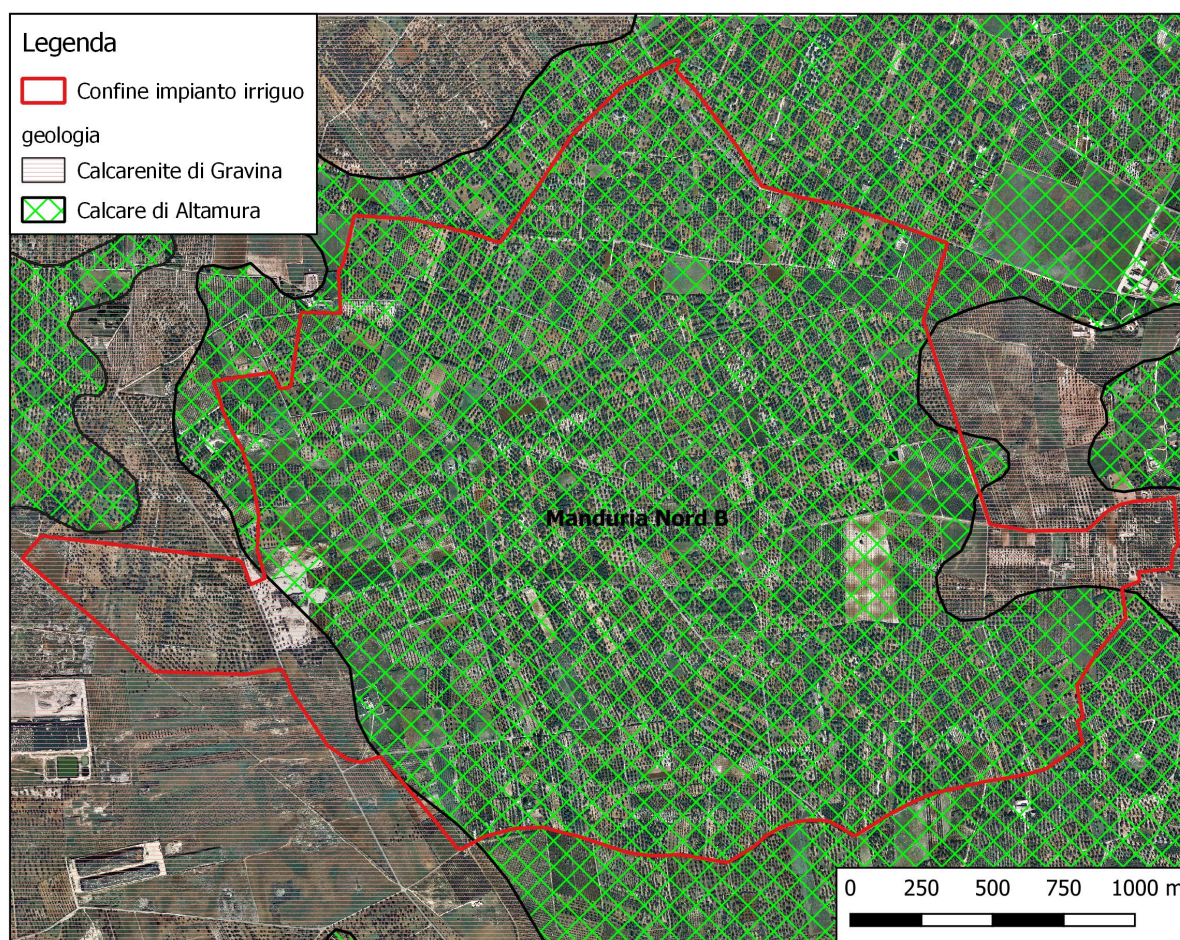 Legenda
Confine impianto irriguo
geologia
Calcarenite di Gravina
Calcare di Altamura
Manduria Nord B
0 250 500 750 1000 m